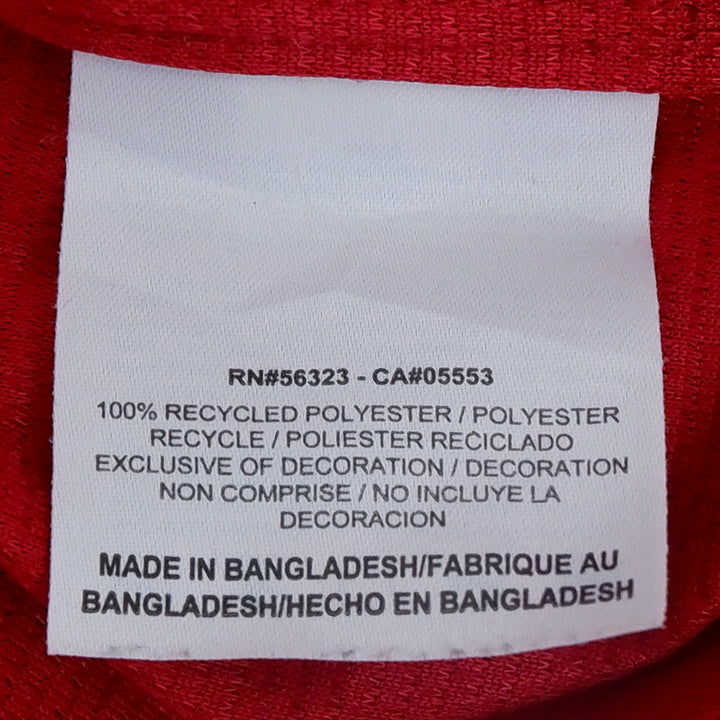 RN#56323 - CA#05553
100% RECYCLED POLYESTER / POLYESTER
RECYCLE / POLIESTER RECICLADO
EXCLUSIVE OF DECORATION / DECORATION
NON COMPRISE / NO INCLUYE LA
DECORACION
MADE IN BANGLADESH/FABRIQUE AU
BANGLADESH/HECHO EN BANGLADESH